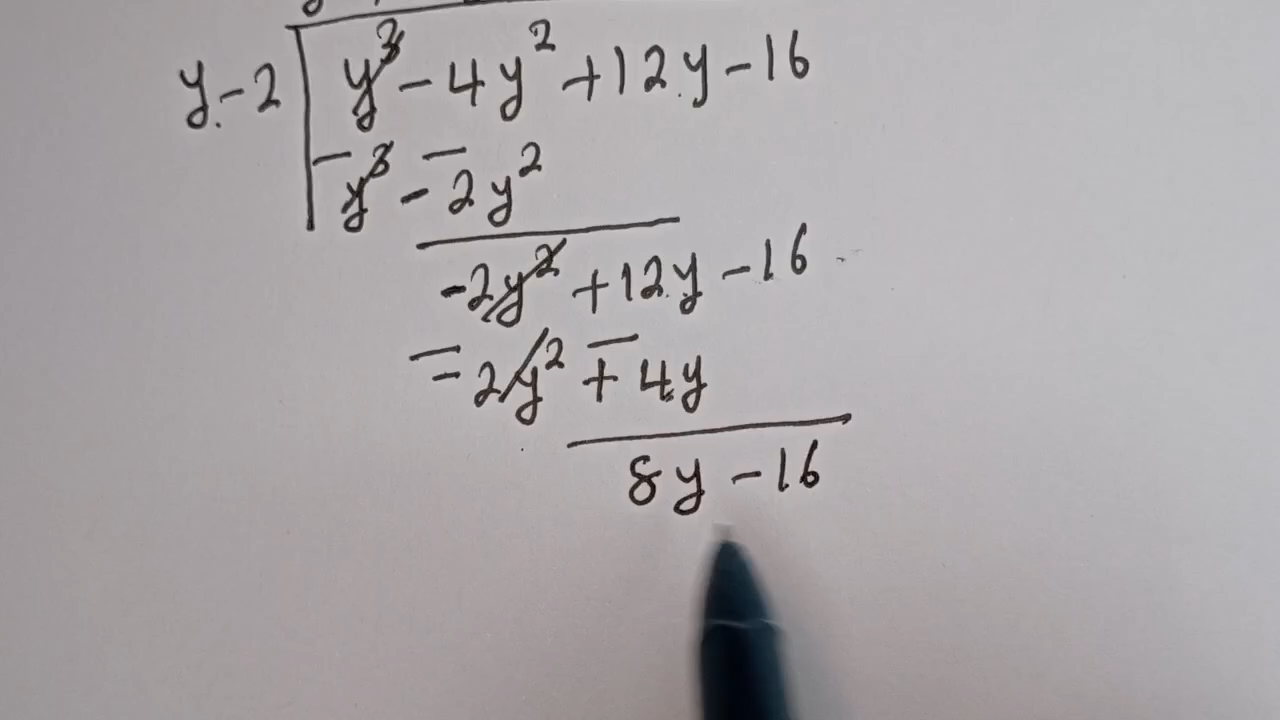 y-2 | y³ - 4y² + 12y - 16
y³ - 2y²
-2y² + 12y - 16
-2y² + 4y
8y - 16